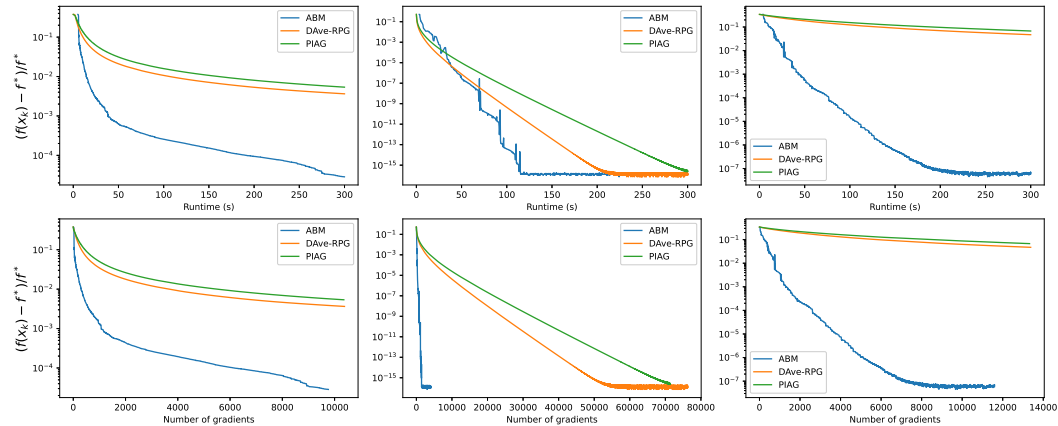 (f(x_k) − f*)/f*
10⁻¹
10⁻²
10⁻³
10⁻⁴
0 50 100 150 200 250 300
Runtime (s)
ABM
DAve-RPG
PIAG
10⁻¹
10⁻³
10⁻⁵
10⁻⁷
10⁻⁹
10⁻¹¹
10⁻¹³
10⁻¹⁵
0 50 100 150 200 250 300
Runtime (s)
ABM
DAve-RPG
PIAG
10⁻¹
10⁻²
10⁻³
10⁻⁴
10⁻⁵
10⁻⁶
10⁻⁷
0 50 100 150 200 250 300
Runtime (s)
ABM
DAve-RPG
PIAG
(f(x_k) − f*)/f*
10⁻¹
10⁻²
10⁻³
10⁻⁴
0 2000 4000 6000 8000 10000
Number of gradients
ABM
DAve-RPG
PIAG
10⁻¹
10⁻³
10⁻⁵
10⁻⁷
10⁻⁹
10⁻¹¹
10⁻¹³
10⁻¹⁵
0 10000 20000 30000 40000 50000 60000 70000 80000
Number of gradients
ABM
DAve-RPG
PIAG
10⁻¹
10⁻²
10⁻³
10⁻⁴
10⁻⁵
10⁻⁶
10⁻⁷
0 2000 4000 6000 8000 10000 12000 14000
Number of gradients
ABM
DAve-RPG
PIAG